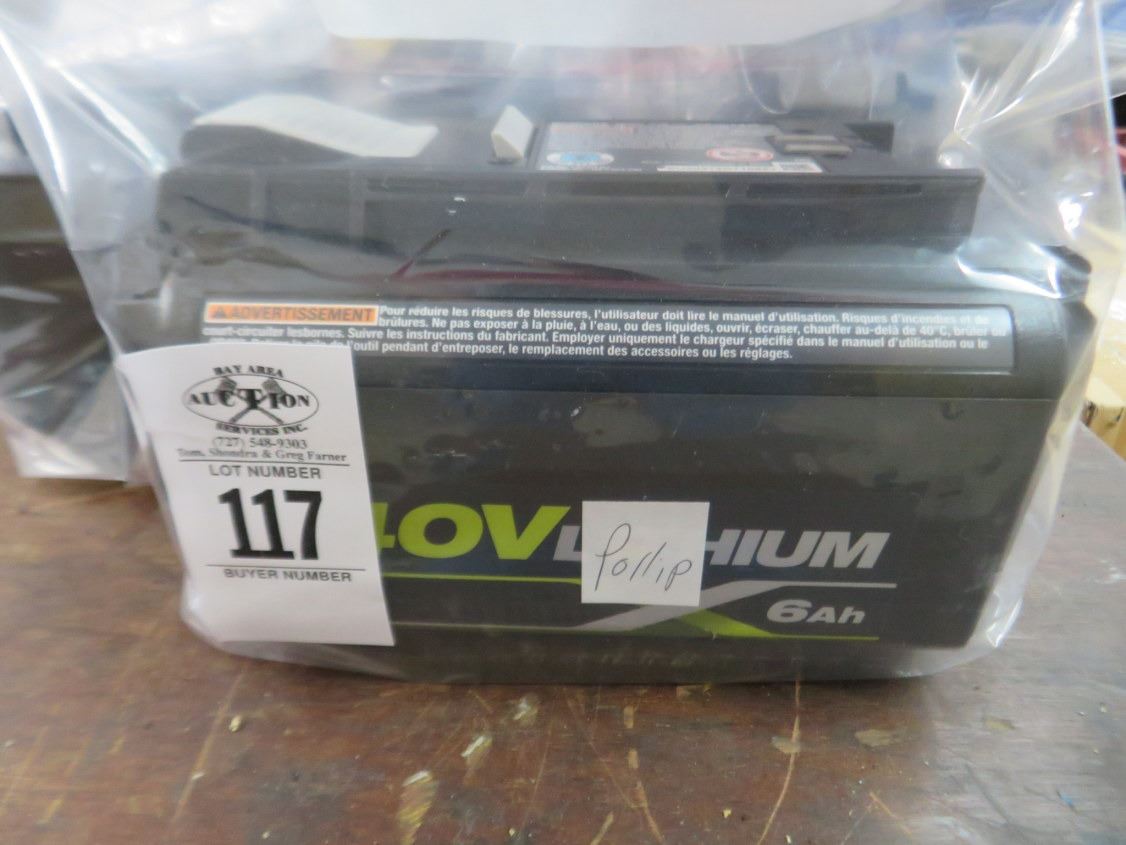 ADVERTISSEMENT Pour réduire les risques de blessures, l'utilisateur doit lire le manuel d'utilisation. Risques d'incendies et de
brûlures. Ne pas exposer à la pluie, à l'eau, ou des liquides, ouvrir, écraser, chauffer au-delà de 40°C, brûler ou
court-circuiter les bornes. Suivre les instructions du fabricant. Employer uniquement le chargeur spécifié dans le manuel d'utilisation ou le
l'outil pendant d'entreposer, le remplacement des accessoires ou les réglages.
BAY AREA
AUCTION
SERVICES INC.
(727) 548-9303
Tom, Shondra & Greg Farner
LOT NUMBER
117
BUYER NUMBER
40V HIUM
6Ah